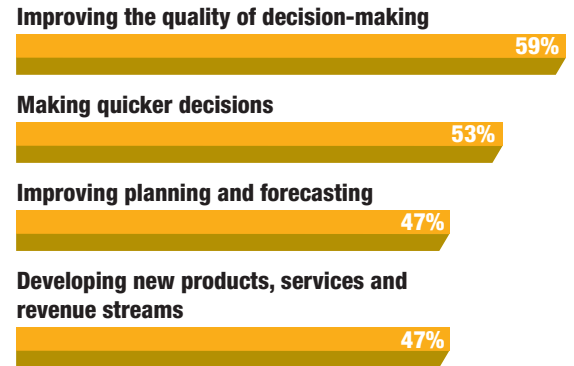 Improving the quality of decision-making
59%
Making quicker decisions
53%
Improving planning and forecasting
47%
Developing new products, services and
revenue streams
47%